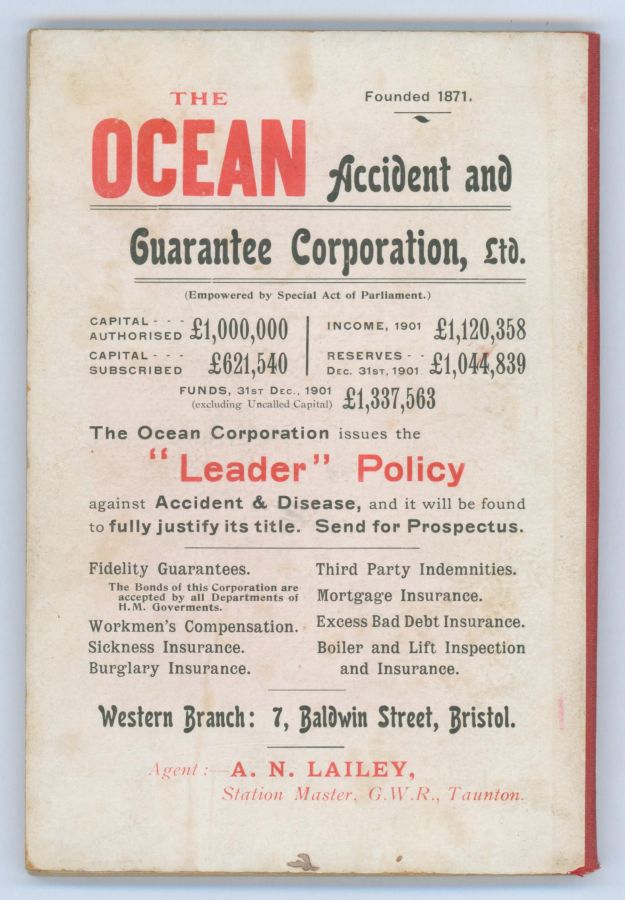 THE
Founded 1871.
OCEAN Accident and
Guarantee Corporation, Ltd.
(Empowered by Special Act of Parliament.)
CAPITAL - - -
AUTHORISED £1,000,000
CAPITAL - - -
SUBSCRIBED £621,540
INCOME, 1901 £1,120,358
RESERVES - -
DEC. 31ST, 1901 £1,044,839
FUNDS, 31ST DEC., 1901
(excluding Uncalled Capital) £1,337,563
The Ocean Corporation issues the
"Leader" Policy
against Accident & Disease, and it will be found
to fully justify its title. Send for Prospectus.
Fidelity Guarantees.
The Bonds of this Corporation are
accepted by all Departments of
H.M. Goverments.
Workmen's Compensation.
Sickness Insurance.
Burglary Insurance.
Third Party Indemnities.
Mortgage Insurance.
Excess Bad Debt Insurance.
Boiler and Lift Inspection
and Insurance.
Western Branch: 7, Baldwin Street, Bristol.
Agent:—A. N. LAILEY,
Station Master, G.W.R., Taunton.